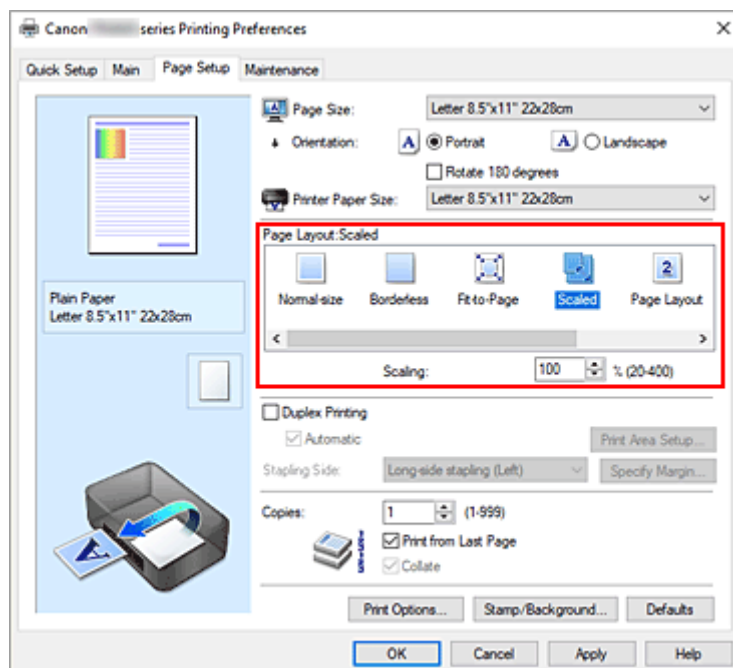 Canon series Printing Preferences
Quick Setup Main Page Setup Maintenance
Page Size: Letter 8.5"x11" 22x28cm
Orientation: A Portrait A Landscape
Rotate 180 degrees
Printer Paper Size: Letter 8.5"x11" 22x28cm
Page Layout:Scaled
2
Normal-size Borderless Fit-to-Page Scaled Page Layout
Plain Paper
Letter 8.5"x11" 22x28cm
Scaling: 100 % (20-400)
Duplex Printing
Automatic Print Area Setup...
Stapling Side: Long-side stapling (Left) Specify Margin...
Copies: 1 (1-999)
Print from Last Page
Collate
A
Print Options... Stamp/Background... Defaults
OK Cancel Apply Help